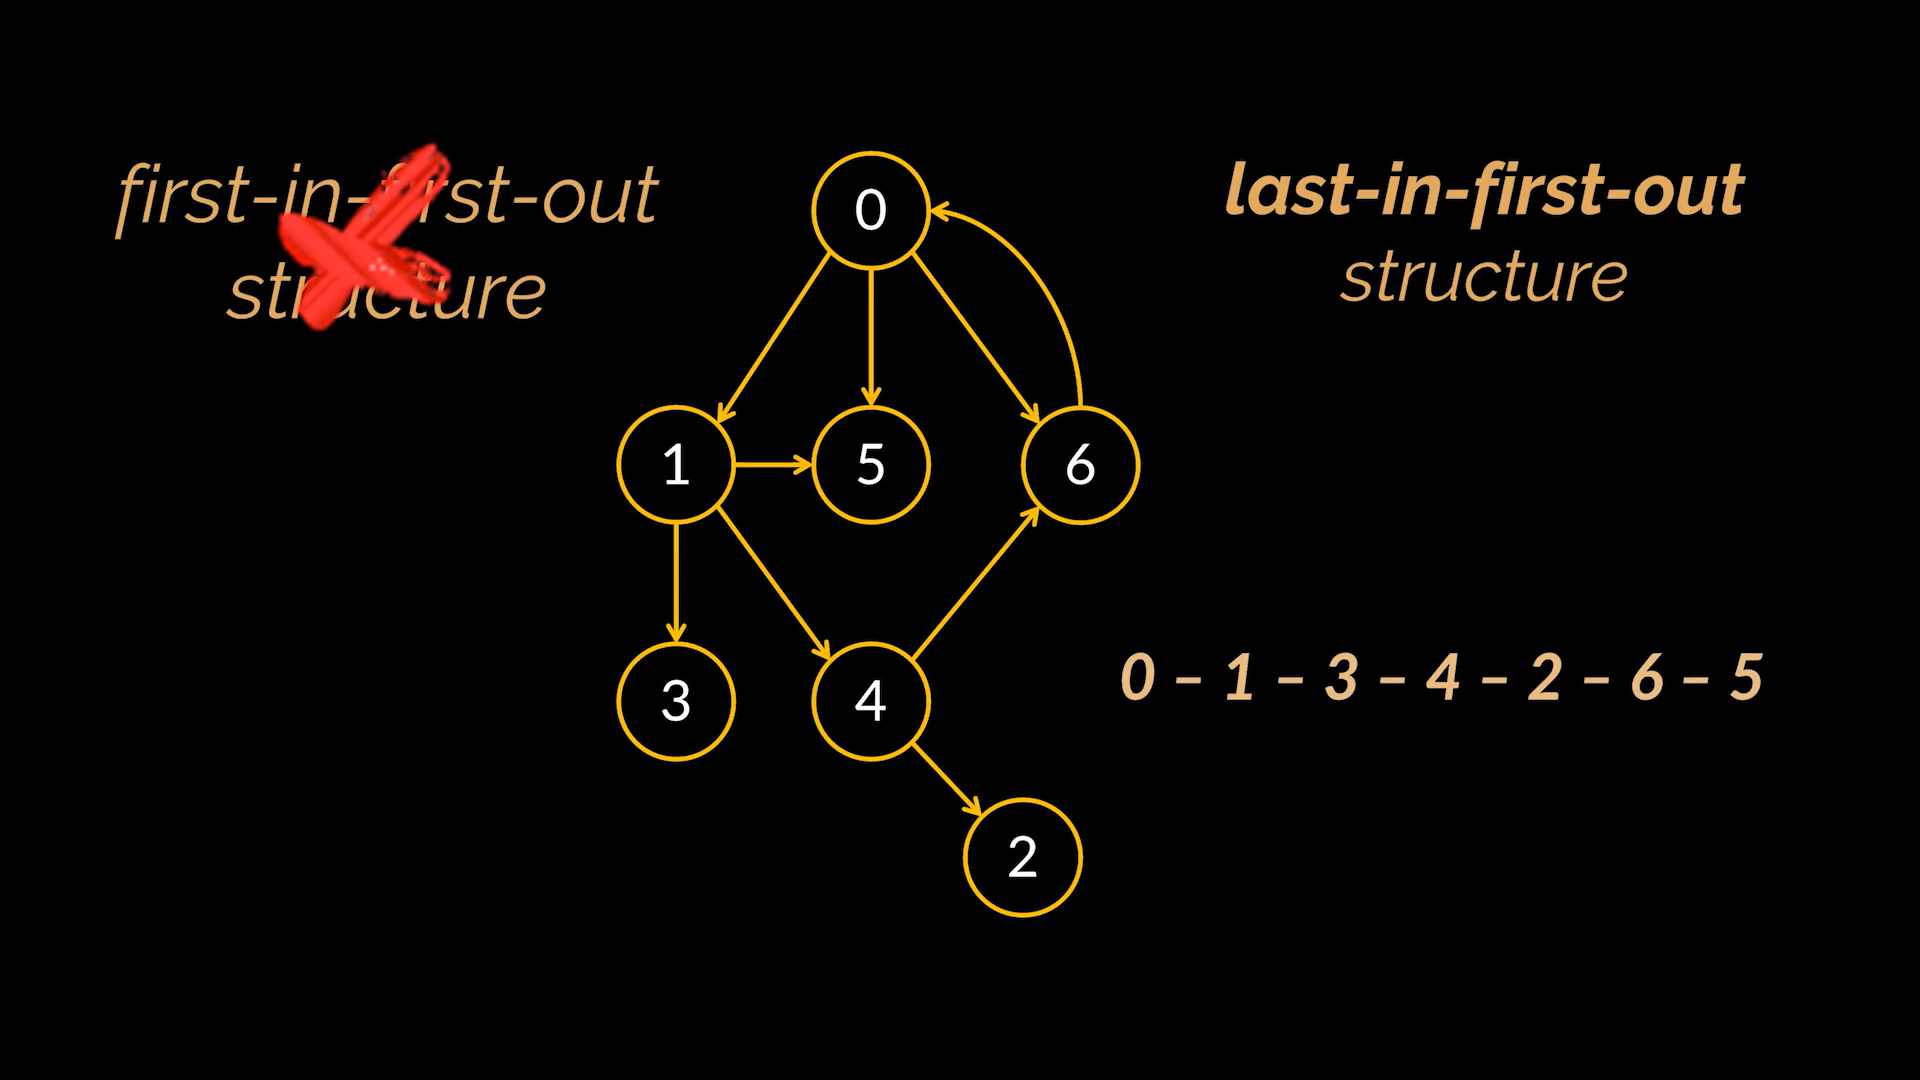 first-in-first-out
structure
last-in-first-out
structure
0
1
5
6
3
4
2
0 – 1 – 3 – 4 – 2 – 6 – 5